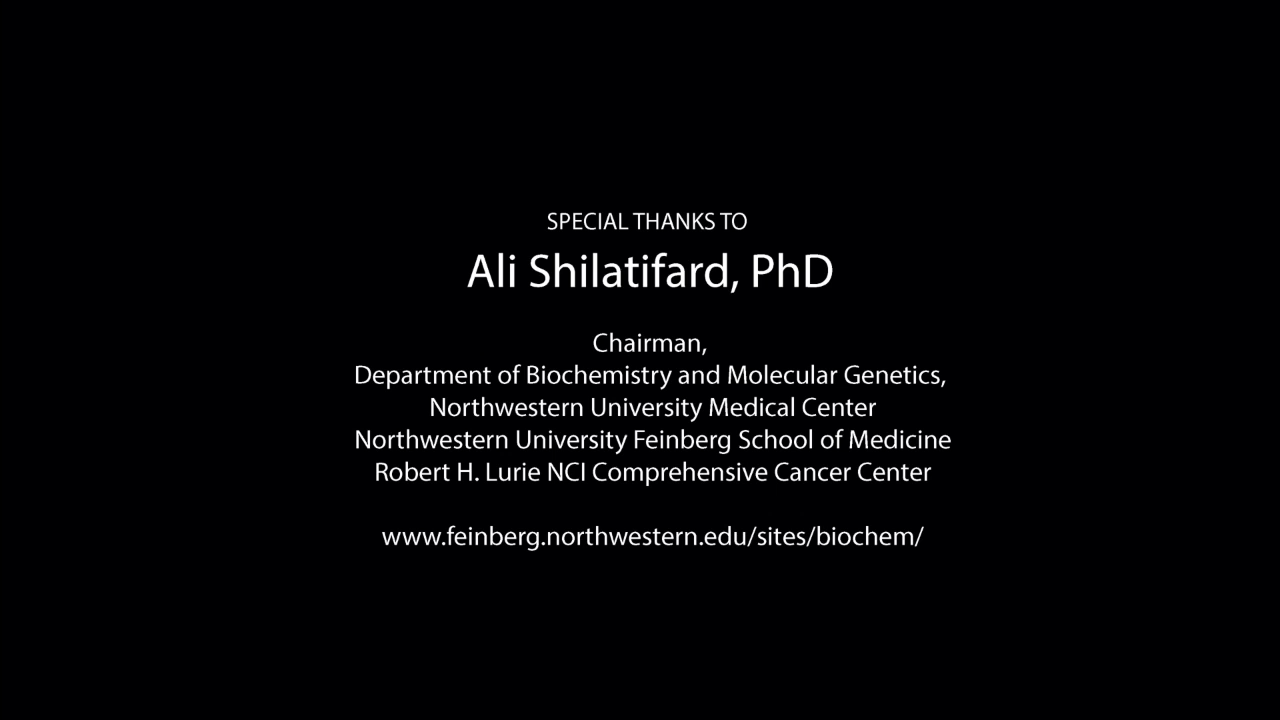 SPECIAL THANKS TO
Ali Shilatifard, PhD
Chairman,
Department of Biochemistry and Molecular Genetics,
Northwestern University Medical Center
Northwestern University Feinberg School of Medicine
Robert H. Lurie NCI Comprehensive Cancer Center
www.feinberg.northwestern.edu/sites/biochem/